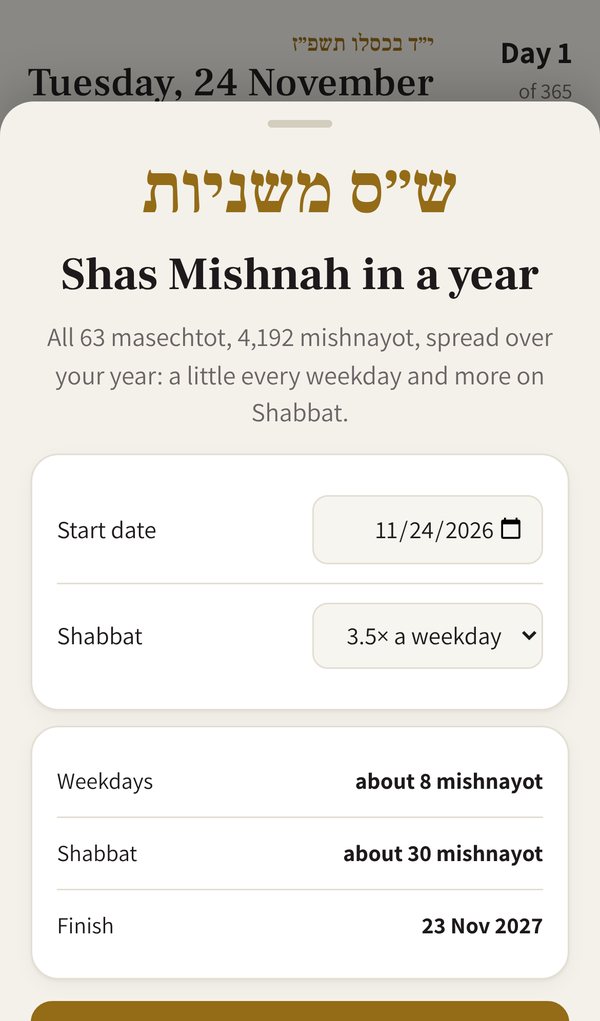 י״ד בכסלו תשפ״ז
Tuesday, 24 November
Day 1
of 365
ש״ס משניות
Shas Mishnah in a year
All 63 masechtot, 4,192 mishnayot, spread over
your year: a little every weekday and more on
Shabbat.
Start date
11/24/2026
Shabbat
3.5× a weekday
Weekdays
about 8 mishnayot
Shabbat
about 30 mishnayot
Finish
23 Nov 2027